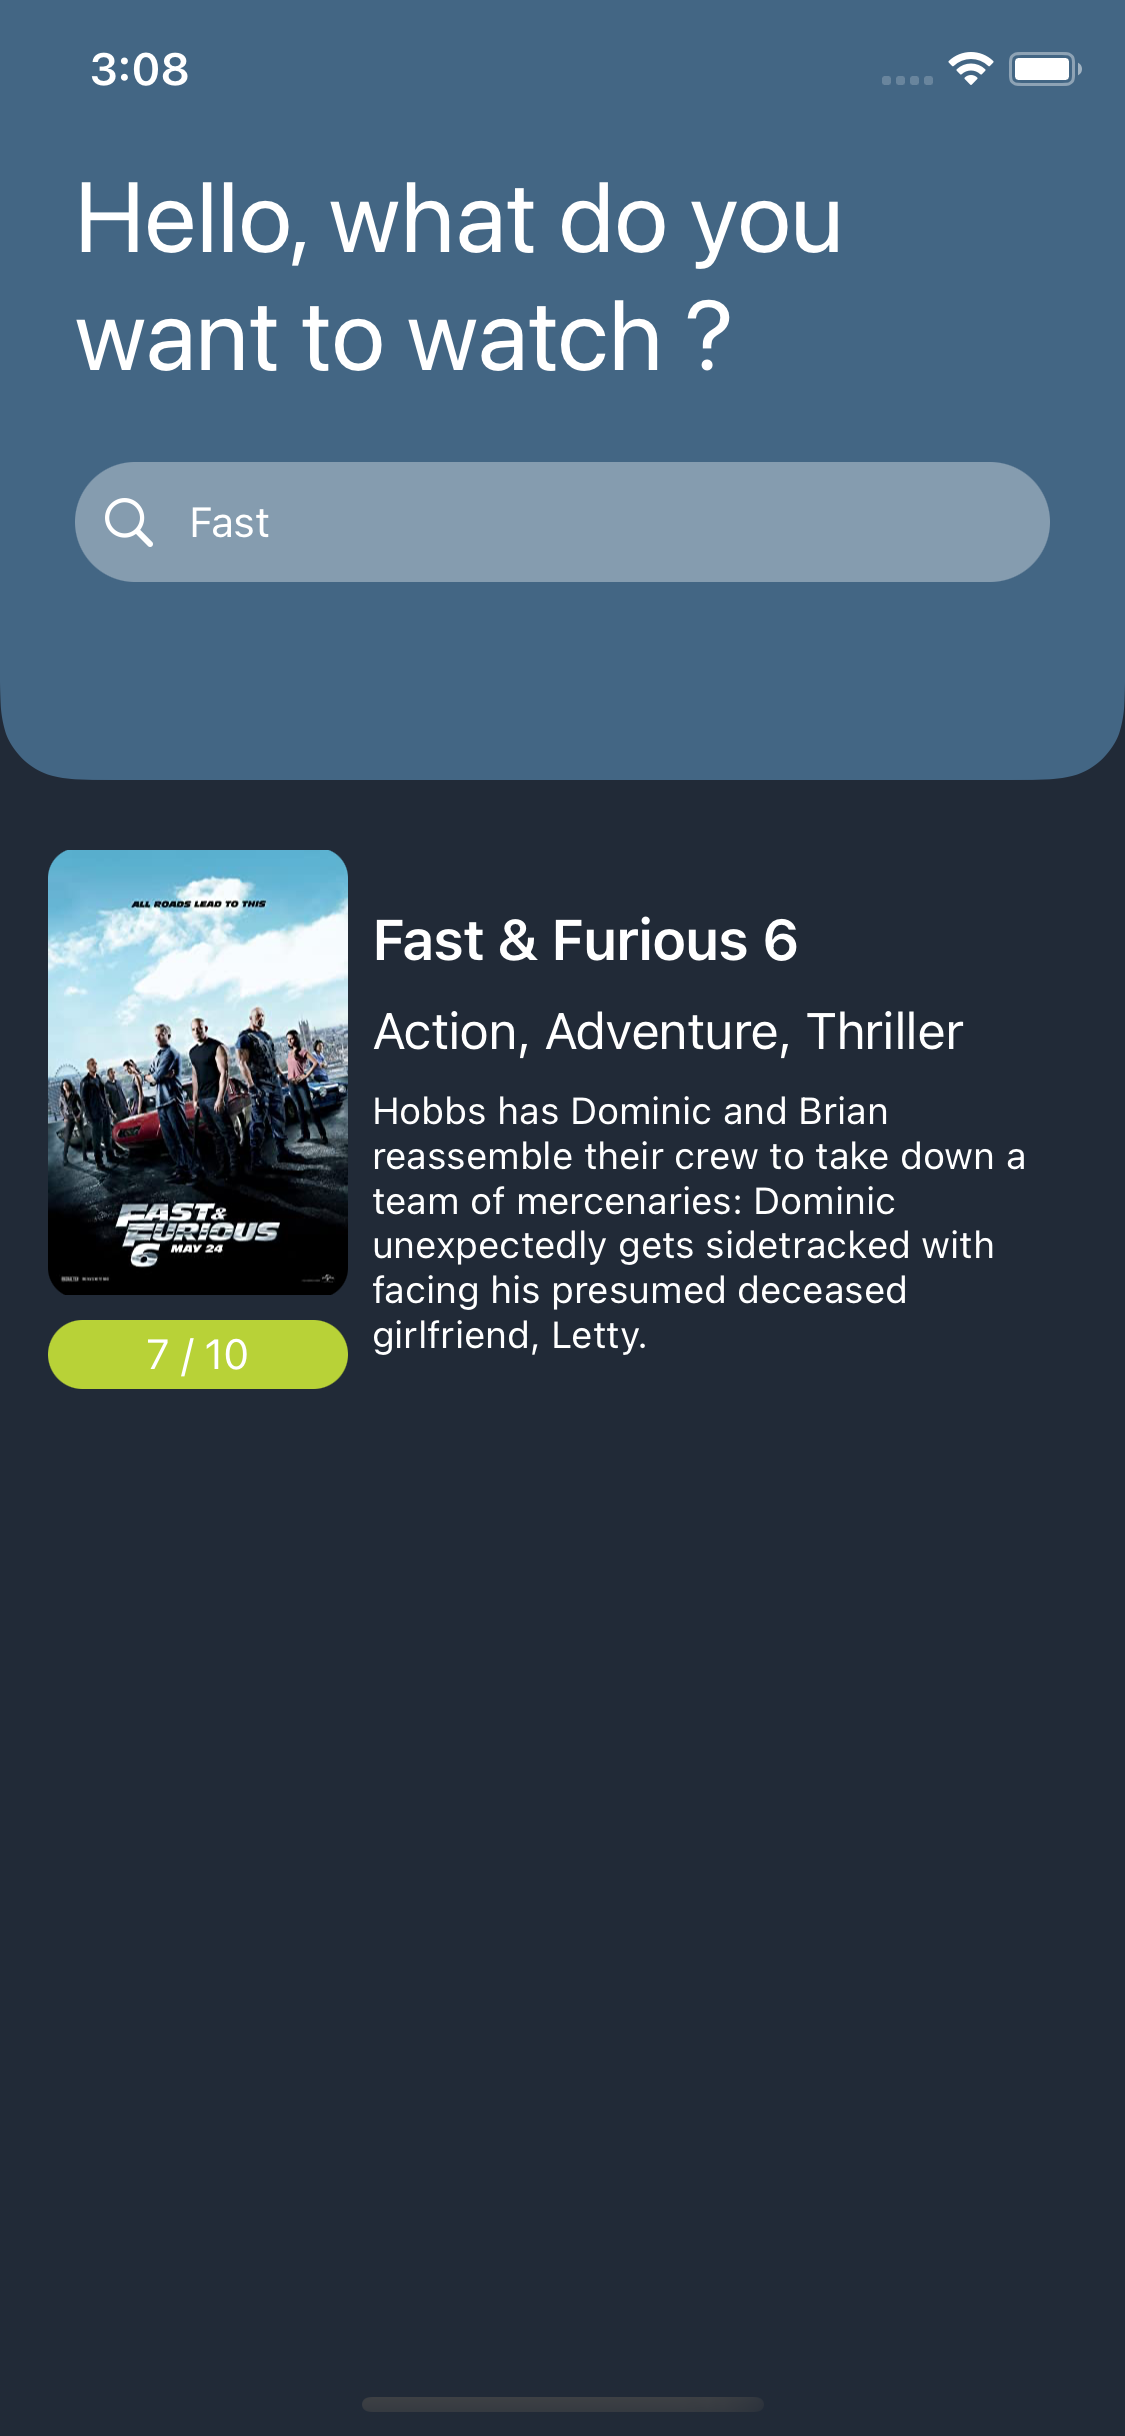 3:08
Hello, what do you
want to watch ?
Fast
ALL ROADS LEAD TO THIS
FAST &
FURIOUS
6 MAY 24
7 / 10
Fast & Furious 6
Action, Adventure, Thriller
Hobbs has Dominic and Brian
reassemble their crew to take down a
team of mercenaries: Dominic
unexpectedly gets sidetracked with
facing his presumed deceased
girlfriend, Letty.